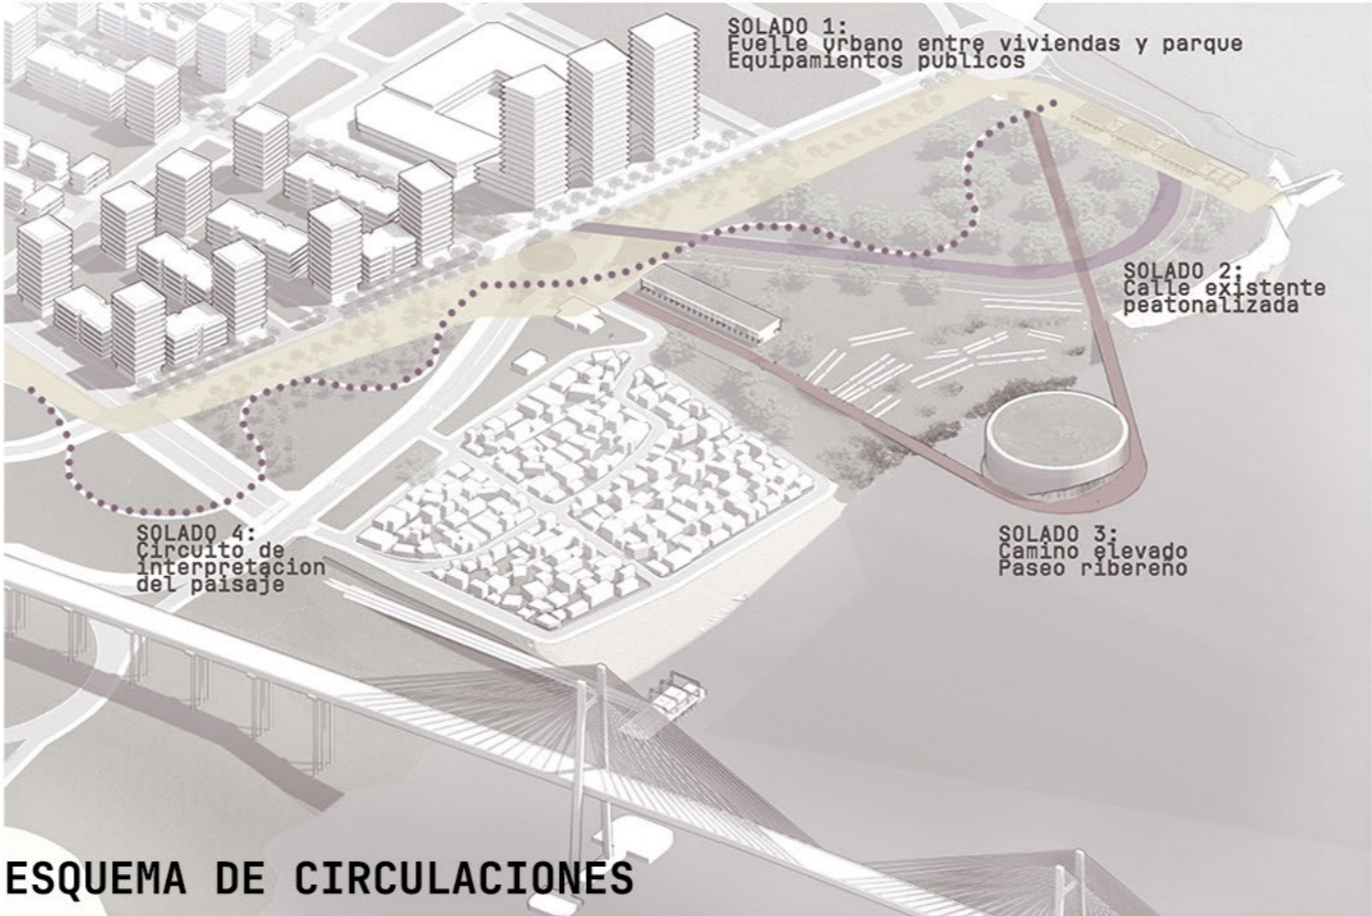 SOLADO 1:
Fuelle urbano entre viviendas y parque
Equipamientos publicos
SOLADO 2:
Calle existente
peatonalizada
SOLADO 4:
Circuito de
interpretacion
del paisaje
SOLADO 3:
Camino elevado
Paseo ribereno
ESQUEMA DE CIRCULACIONES